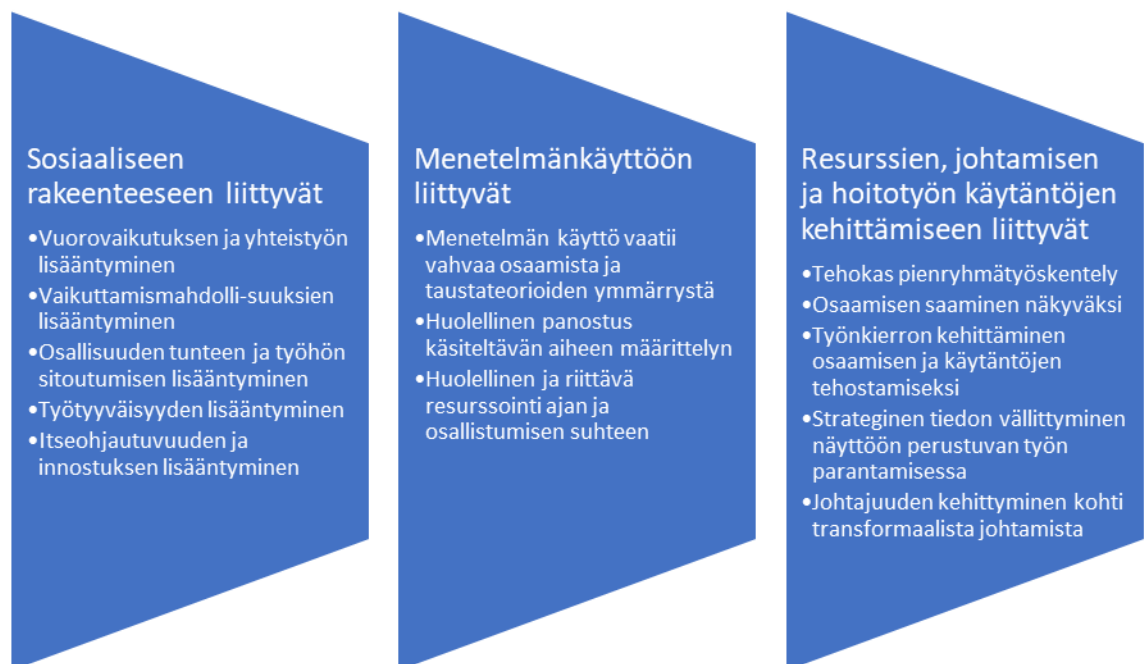 Sosiaaliseen
rakeenteeseen liittyvät
•Vuorovaikutuksen ja yhteistyön
lisääntyminen
•Vaikuttamismahdolli-suuksien
lisääntyminen
•Osallisuuden tunteen ja työhön
sitoutumisen lisääntyminen
•Työtyyväisyyden lisääntyminen
•Itseohjautuvuuden ja
innostuksen lisääntyminen
Menetelmänkäyttöön
liittyvät
•Menetelmän käyttö vaatii
vahvaa osaamista ja
taustateorioiden ymmärrystä
•Huolellinen panostus
käsiteltävän aiheen määrittelyn
•Huolellinen ja riittävä
resurssointi ajan ja
osallistumisen suhteen
Resurssien, johtamisen
ja hoitotyön käytäntöjen
kehittämiseen liittyvät
•Tehokas pienryhmätyöskentely
•Osaamisen saaminen näkyväksi
•Työnkierron kehittäminen
osaamisen ja käytäntöjen
tehostamiseksi
•Strateginen tiedon vällittyminen
näyttöön perustuvan työn
parantamisessa
•Johtajuuden kehittyminen kohti
transformaalista johtamista